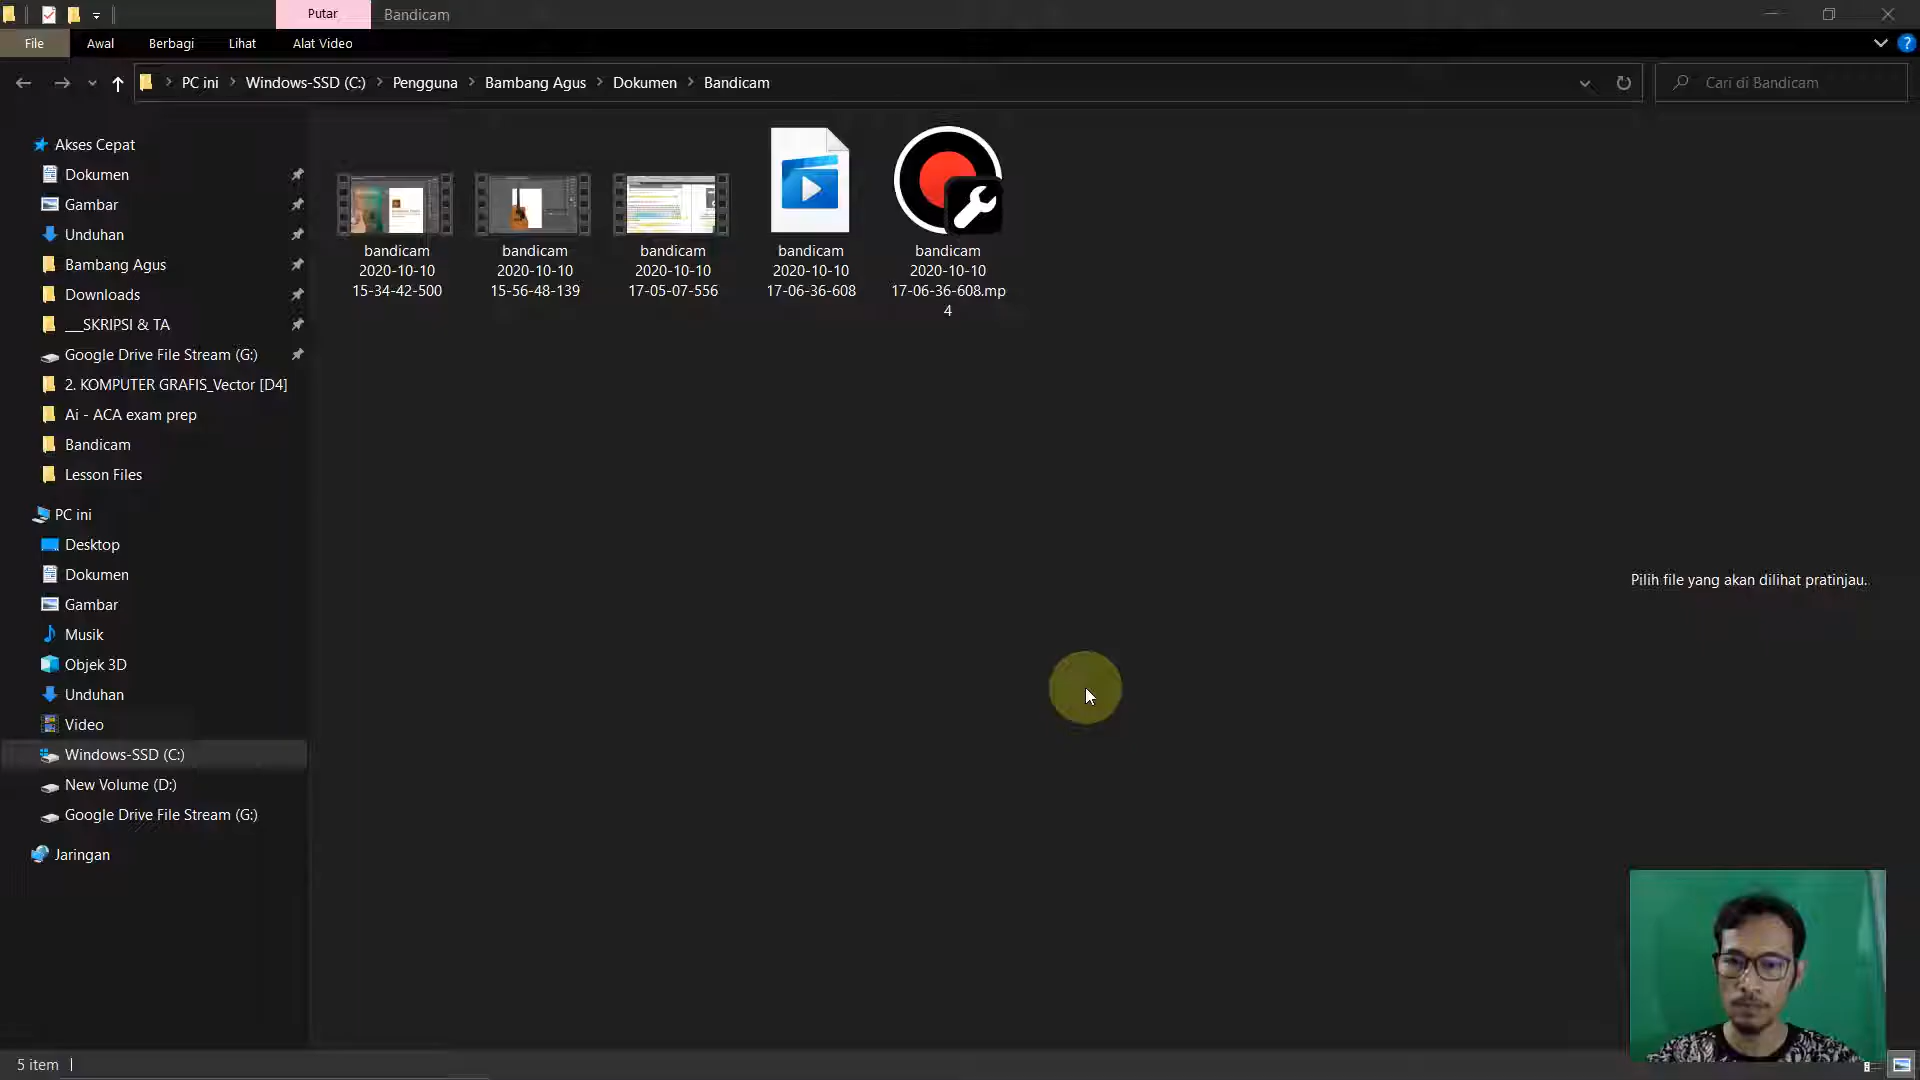 Putar
Bandicam
File
Awal
Berbagi
Lihat
Alat Video
PC ini
Windows-SSD (C:)
Pengguna
Bambang Agus
Dokumen
Bandicam
Cari di Bandicam
Akses Cepat
Dokumen
Gambar
Unduhan
Bambang Agus
Downloads
___SKRIPSI & TA
Google Drive File Stream (G:)
2. KOMPUTER GRAFIS_Vector [D4]
Ai - ACA exam prep
Bandicam
Lesson Files
PC ini
Desktop
Dokumen
Gambar
Musik
Objek 3D
Unduhan
Video
Windows-SSD (C:)
New Volume (D:)
Google Drive File Stream (G:)
Jaringan
bandicam
2020-10-10
15-34-42-500
bandicam
2020-10-10
15-56-48-139
bandicam
2020-10-10
17-05-07-556
bandicam
2020-10-10
17-06-36-608
bandicam
2020-10-10
17-06-36-608.mp
4
Pilih file yang akan dilihat pratinjau.
5 item